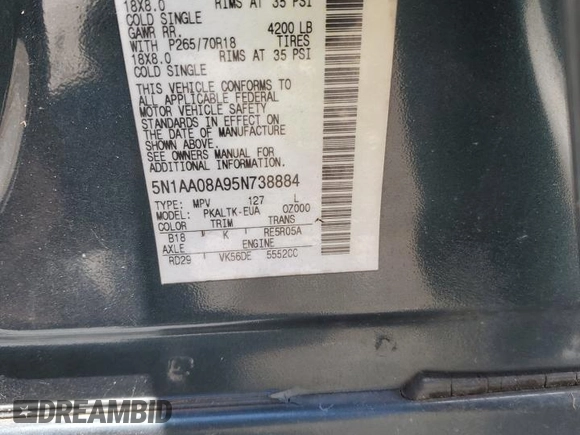 18X8.0 RIMS AT 35 PSI
COLD SINGLE
GAWR RR. 4200 LB
WITH P265/70R18 TIRES
18X8.0 RIMS AT 35 PSI
COLD SINGLE
THIS VEHICLE CONFORMS TO
ALL APPLICABLE FEDERAL
MOTOR VEHICLE SAFETY
STANDARDS IN EFFECT ON
THE DATE OF MANUFACTURE
SHOWN ABOVE.
SEE OWNERS MANUAL FOR
ADDITIONAL INFORMATION.
5N1AA08A95N738884
TYPE: MPV 127 L
MODEL: PKALTK-EUA OZ000
COLOR TRIM TRANS
B18 K RE5R05A
AXLE ENGINE
RD29 VK56DE 5552CC
DREAMBID